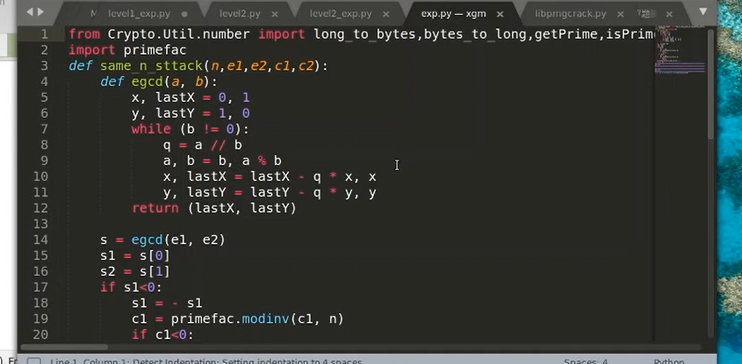 level1_exp.py level2.py level2_exp.py exp.py — xgm libpmgcrack.py
1 from Crypto.Util.number import long_to_bytes,bytes_to_long,getPrime,isPrim
2 import primefac
3 def same_n_sttack(n,e1,e2,c1,c2):
4 def egcd(a, b):
5 x, lastX = 0, 1
6 y, lastY = 1, 0
7 while (b != 0):
8 q = a // b
9 a, b = b, a % b
10 x, lastX = lastX - q * x, x
11 y, lastY = lastY - q * y, y
12 return (lastX, lastY)
13
14 s = egcd(e1, e2)
15 s1 = s[0]
16 s2 = s[1]
17 if s1<0:
18 s1 = - s1
19 c1 = primefac.modinv(c1, n)
20 if c1<0:
Line 1, Column 1; Detect Indentation: Setting indentation to 4 spaces Spaces: 4 Python